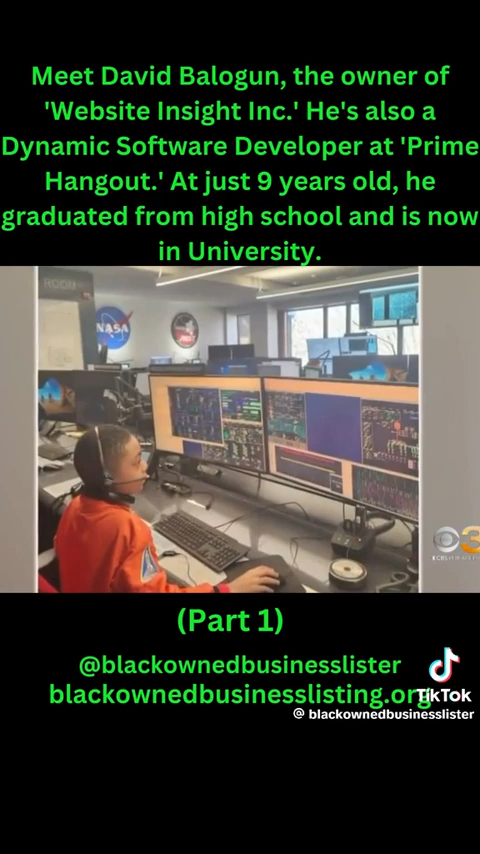 Meet David Balogun, the owner of
'Website Insight Inc.' He's also a
Dynamic Software Developer at 'Prime
Hangout.' At just 9 years old, he
graduated from high school and is now
in University.
ROOM
NASA
3
(Part 1)
@blackownedbusinesslister
blackownedbusinesslisting.org
TikTok
@ blackownedbusinesslister